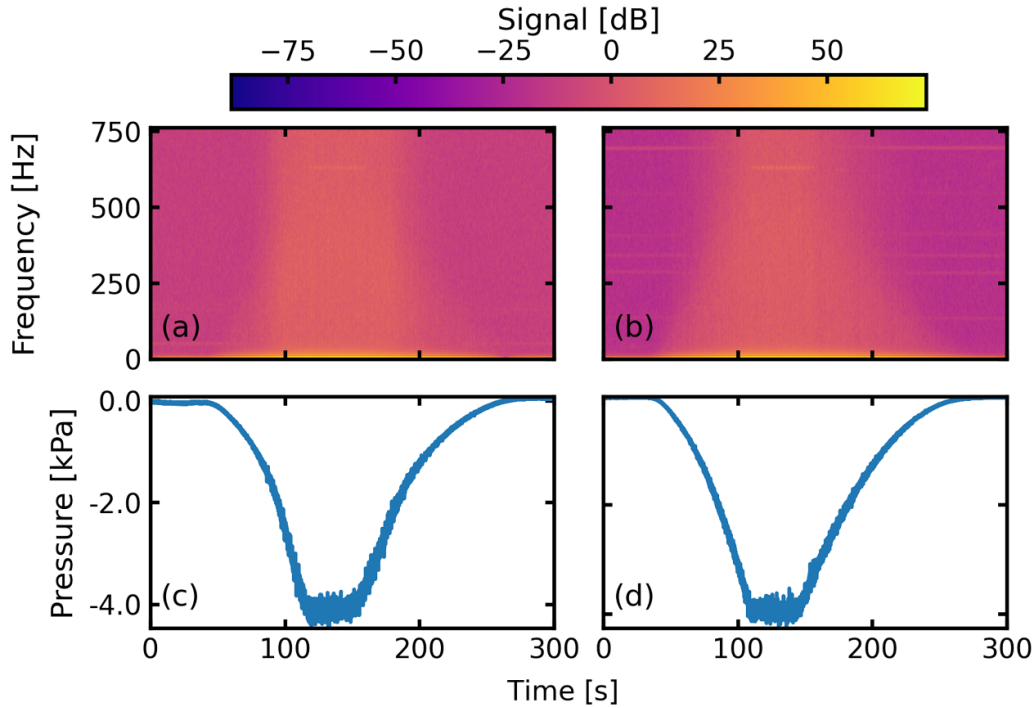 Signal [dB]
−75 −50 −25 0 25 50
Frequency [Hz]
750
500
250
0
(a)
(b)
Pressure [kPa]
0.0
-2.0
-4.0
(c)
(d)
0 100 200 300
0 100 200 300
Time [s]